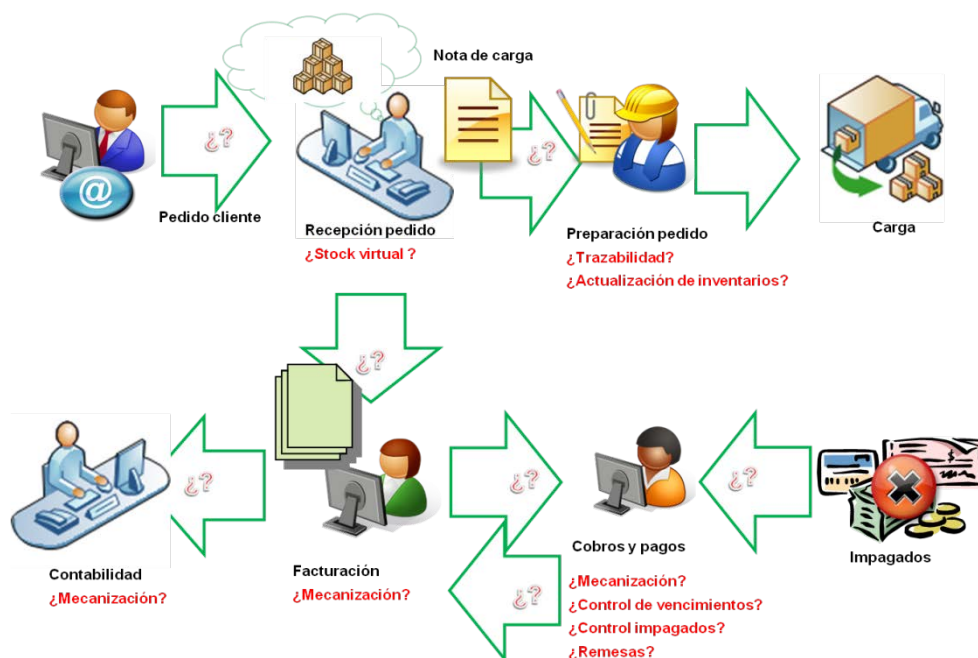 Nota de carga
¿?
¿?
@
Pedido cliente
Recepción pedido
¿Stock virtual ?
Preparación pedido
¿Trazabilidad?
¿Actualización de inventarios?
Carga
¿?
¿?
¿?
¿?
Contabilidad
¿Mecanización?
Facturación
¿Mecanización?
¿?
Cobros y pagos
¿Mecanización?
¿Control de vencimientos?
¿Control impagados?
¿Remesas?
$
Impagados